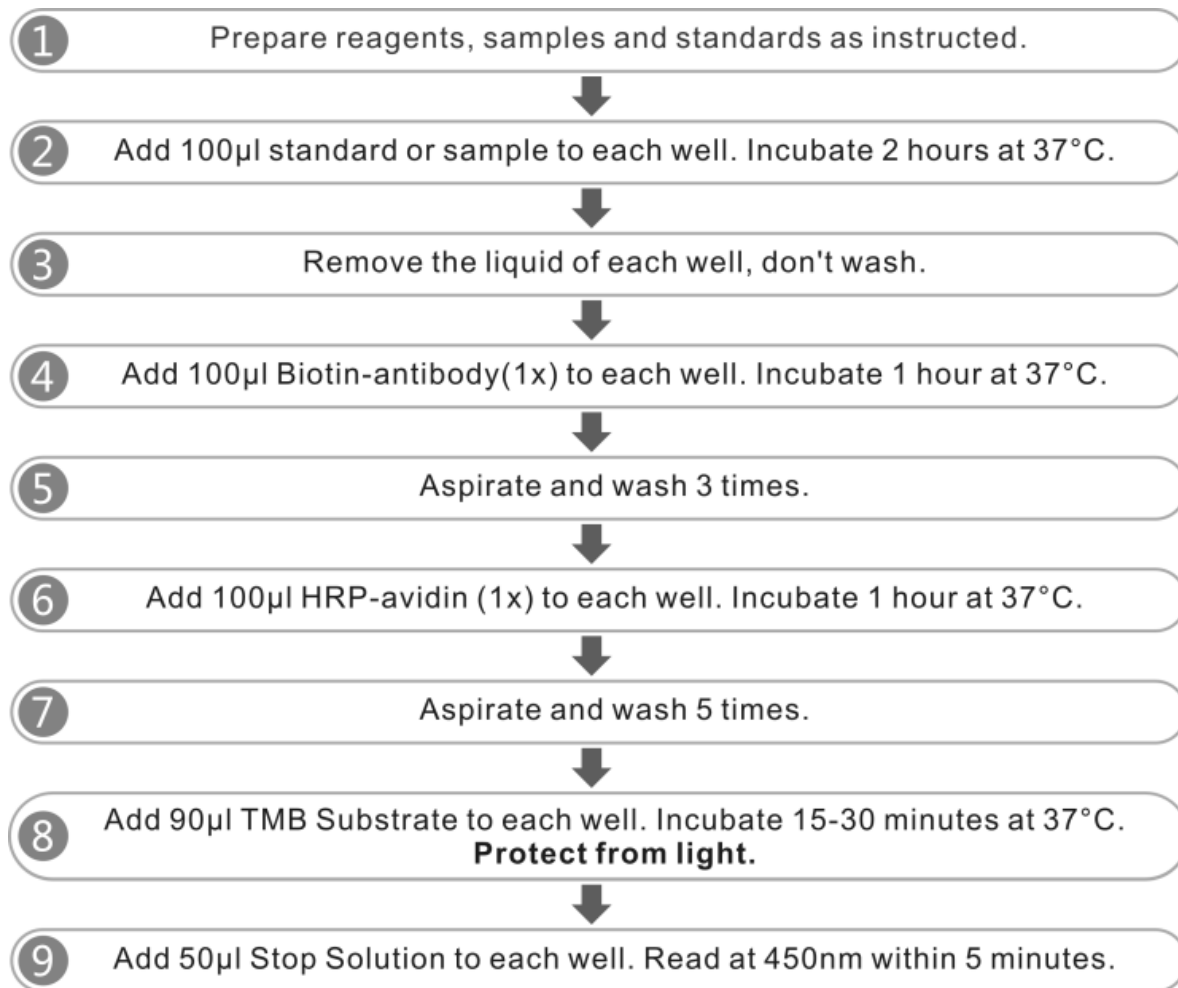 1 Prepare reagents, samples and standards as instructed.
2 Add 100μl standard or sample to each well. Incubate 2 hours at 37°C.
3 Remove the liquid of each well, don't wash.
4 Add 100μl Biotin-antibody(1x) to each well. Incubate 1 hour at 37°C.
5 Aspirate and wash 3 times.
6 Add 100μl HRP-avidin (1x) to each well. Incubate 1 hour at 37°C.
7 Aspirate and wash 5 times.
8 Add 90μl TMB Substrate to each well. Incubate 15-30 minutes at 37°C.
Protect from light.
9 Add 50μl Stop Solution to each well. Read at 450nm within 5 minutes.